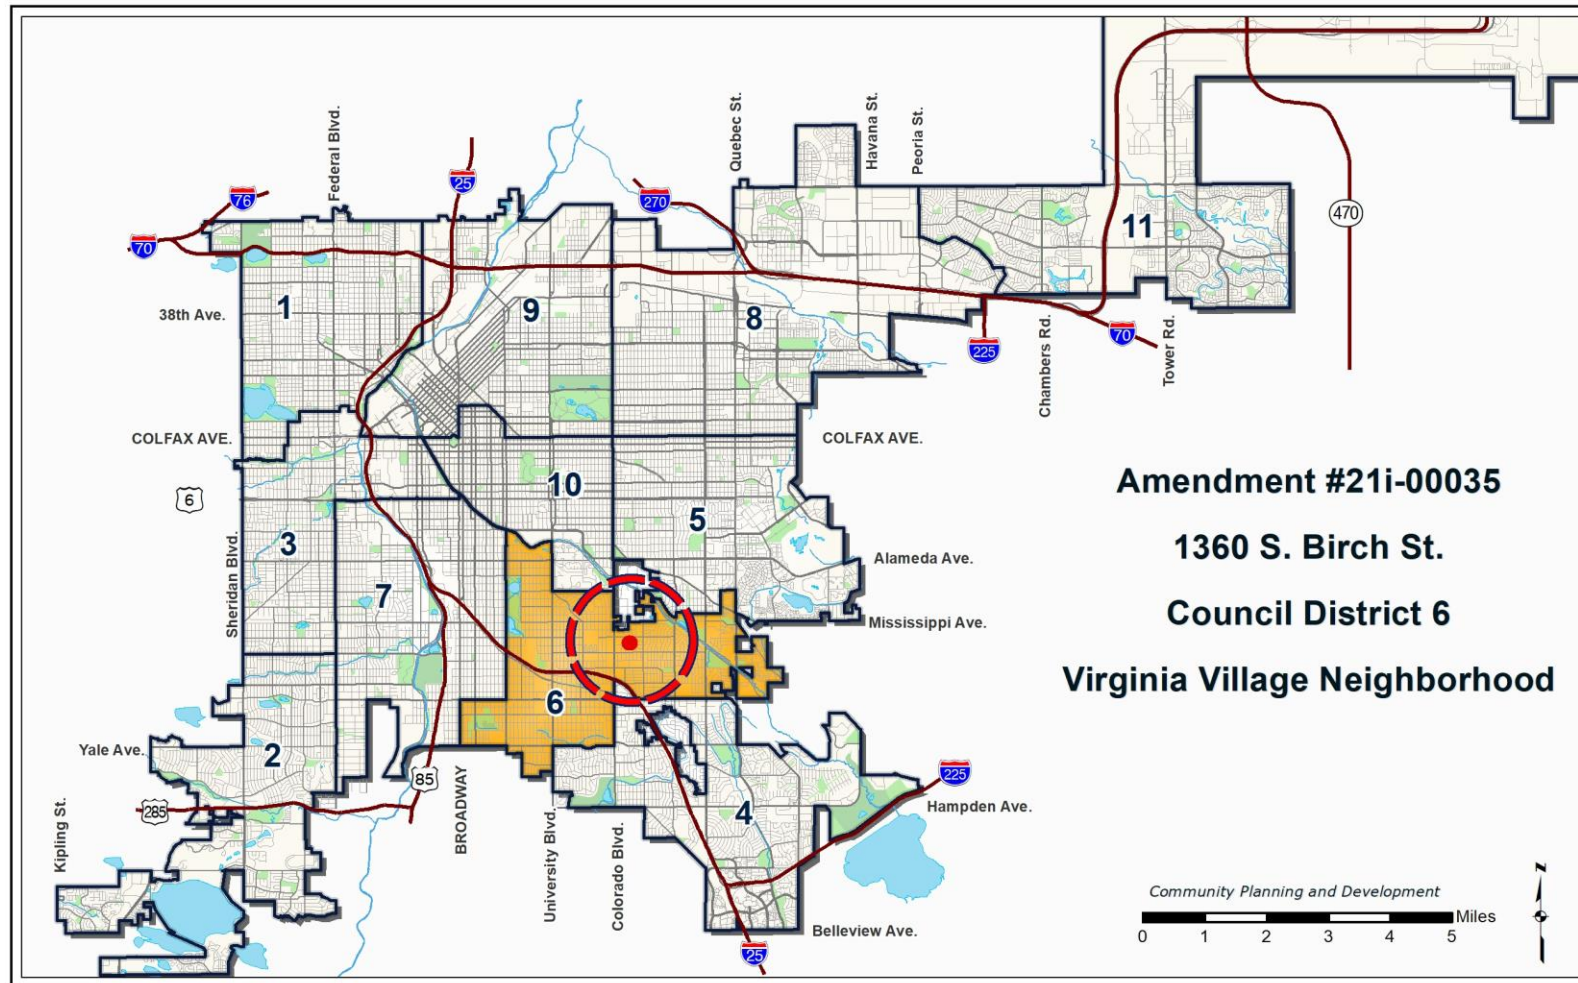 Federal Blvd.
Quebec St.
Havana St.
Peoria St.
76
25
270
70
470
11
1
9
8
38th Ave.
225
70
Chambers Rd.
Tower Rd.
COLFAX AVE.
COLFAX AVE.
6
10
5
3
Sheridan Blvd.
Alameda Ave.
7
Mississippi Ave.
Amendment #21i-00035
1360 S. Birch St.
Council District 6
Virginia Village Neighborhood
6
2
Yale Ave.
85
BROADWAY
285
Kipling St.
University Blvd.
Colorado Blvd.
4
225
Hampden Ave.
Belleview Ave.
25
Community Planning and Development
Miles
0 1 2 3 4 5
N